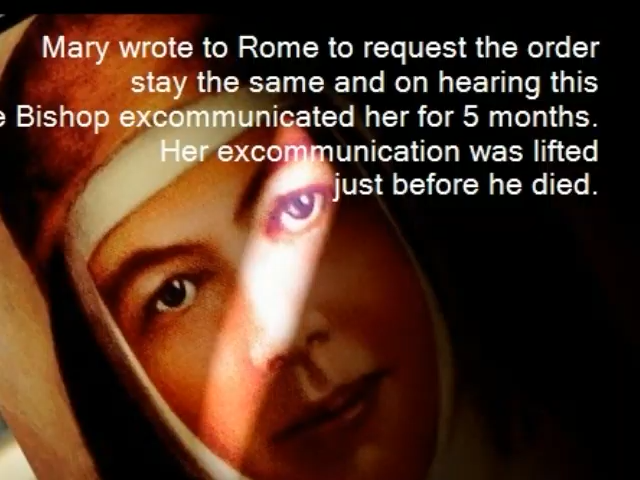 Mary wrote to Rome to request the order
stay the same and on hearing this
e Bishop excommunicated her for 5 months.
Her excommunication was lifted
just before he died.